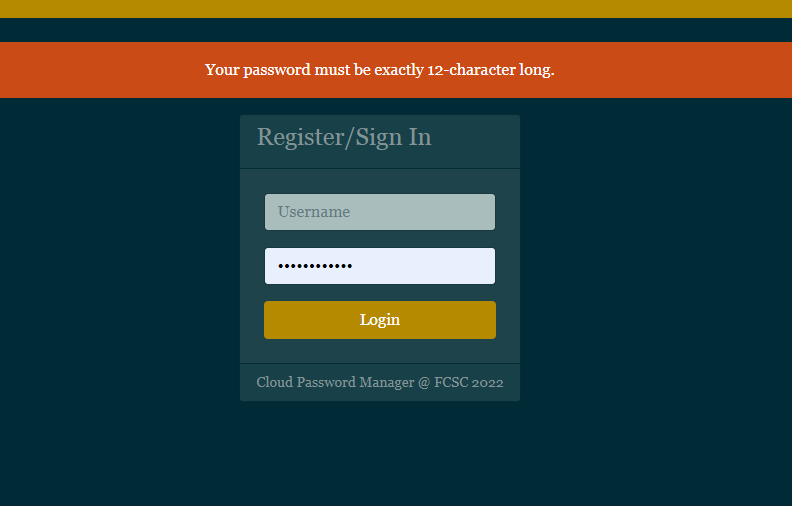 Your password must be exactly 12-character long.
Register/Sign In
Username
••••••••••••
Login
Cloud Password Manager @ FCSC 2022